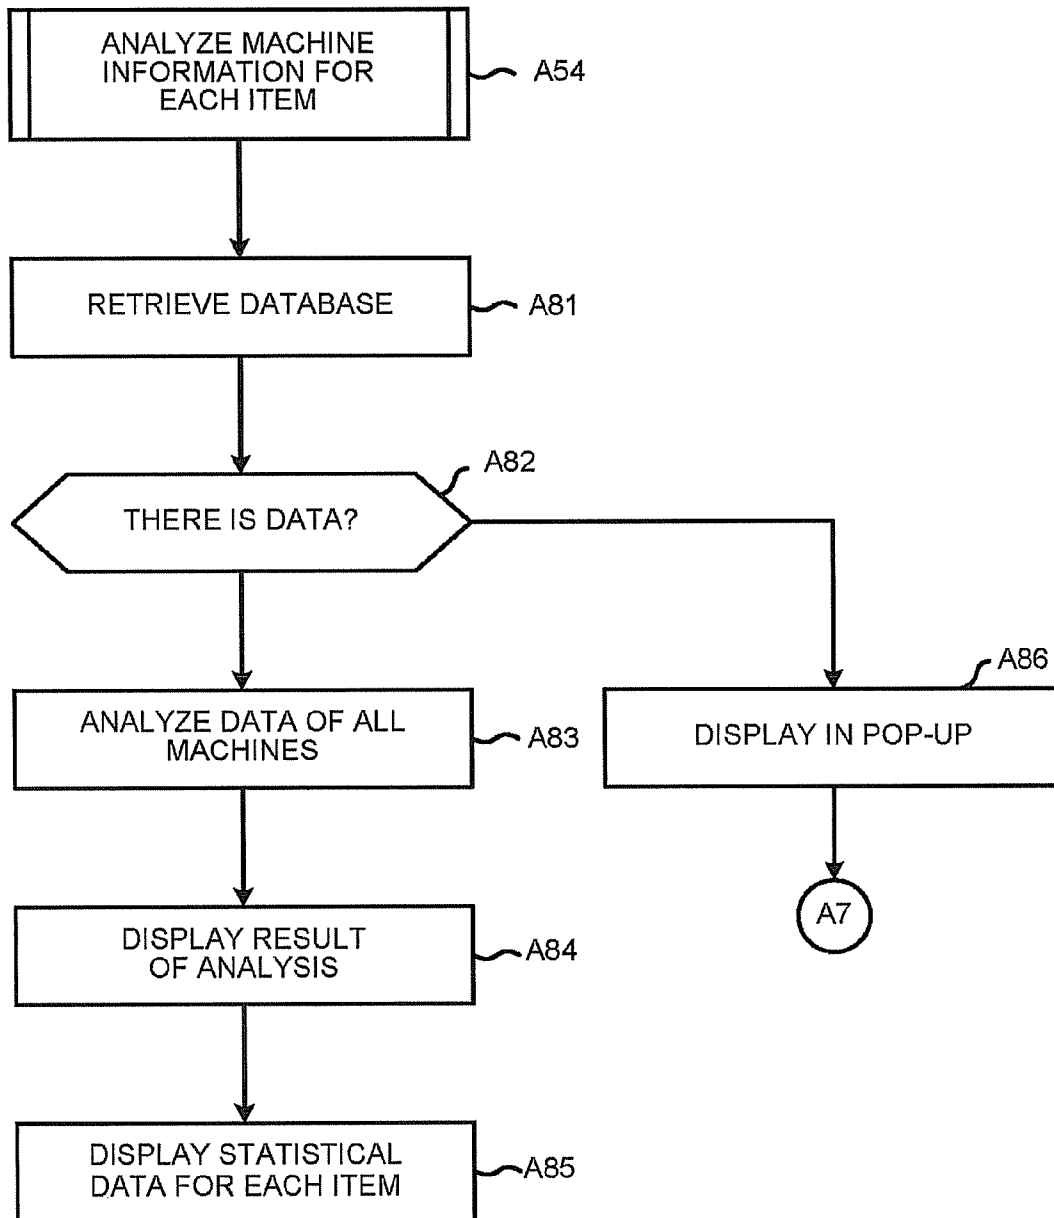 ANALYZE MACHINE
INFORMATION FOR
EACH ITEM
A54
RETRIEVE DATABASE
A81
A82
THERE IS DATA?
A86
ANALYZE DATA OF ALL
MACHINES
A83
DISPLAY IN POP-UP
A7
DISPLAY RESULT
OF ANALYSIS
A84
DISPLAY STATISTICAL
DATA FOR EACH ITEM
A85